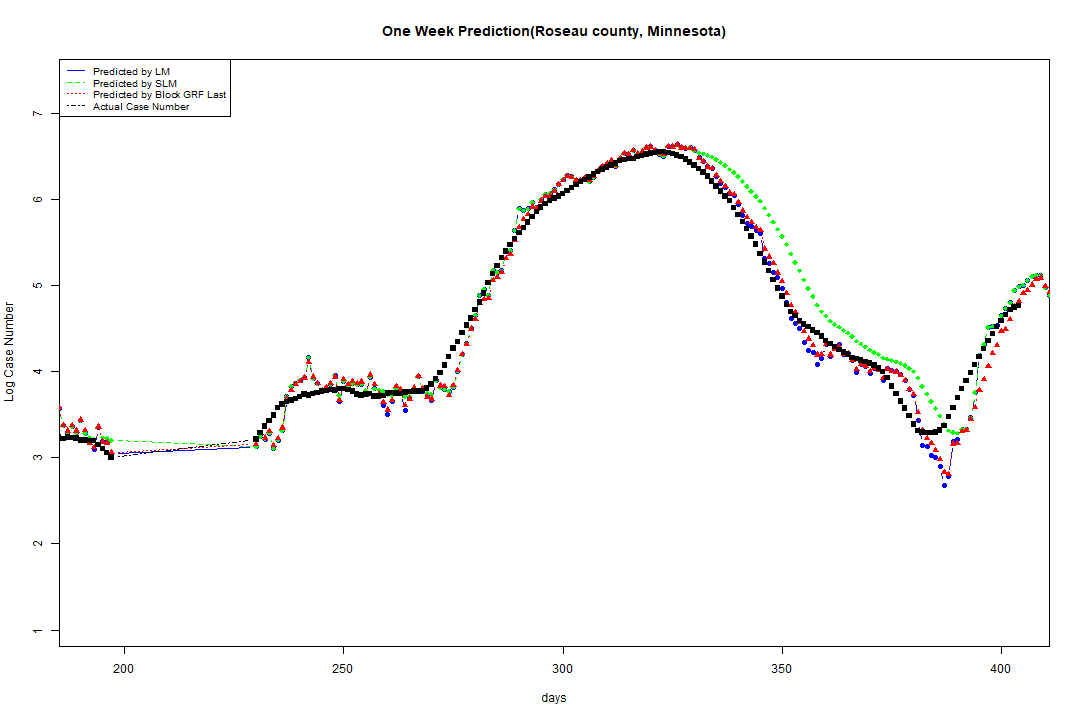 One Week Prediction(Roseau county, Minnesota)
Predicted by LM
Predicted by SLM
Predicted by Block GRF Last
Actual Case Number
7
6
5
4
3
2
1
Log Case Number
200 250 300 350 400
days